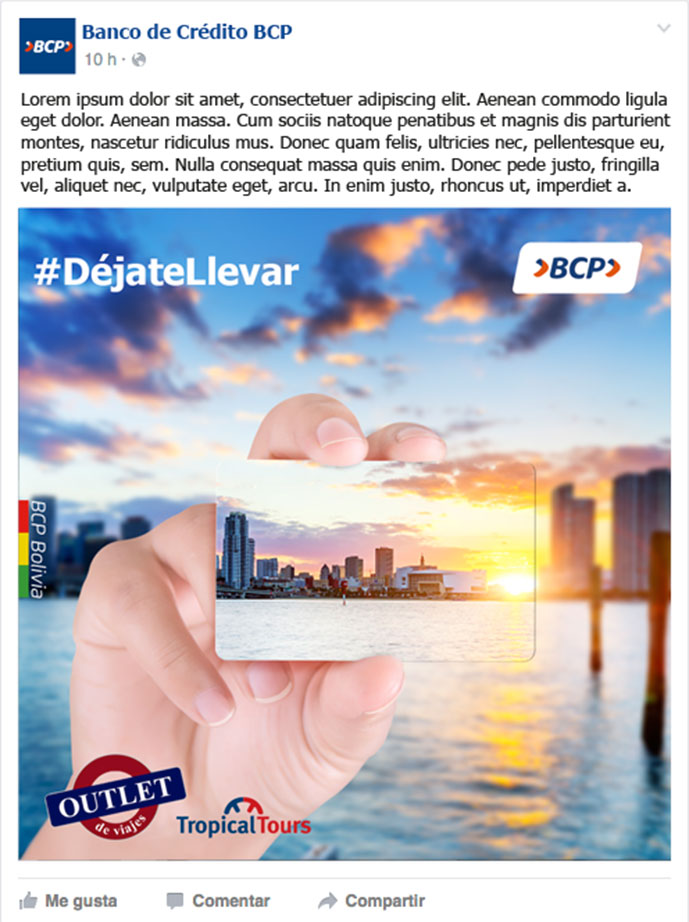 BCP
Banco de Crédito BCP
10 h ·
Lorem ipsum dolor sit amet, consectetuer adipiscing elit. Aenean commodo ligula
eget dolor. Aenean massa. Cum sociis natoque penatibus et magnis dis parturient
montes, nascetur ridiculus mus. Donec quam felis, ultricies nec, pellentesque eu,
pretium quis, sem. Nulla consequat massa quis enim. Donec pede justo, fringilla
vel, aliquet nec, vulputate eget, arcu. In enim justo, rhoncus ut, imperdiet a.
#DéjateLlevar
BCP
BCP Bolivia
OUTLET
de viajes
TropicalTours
Me gusta
Comentar
Compartir